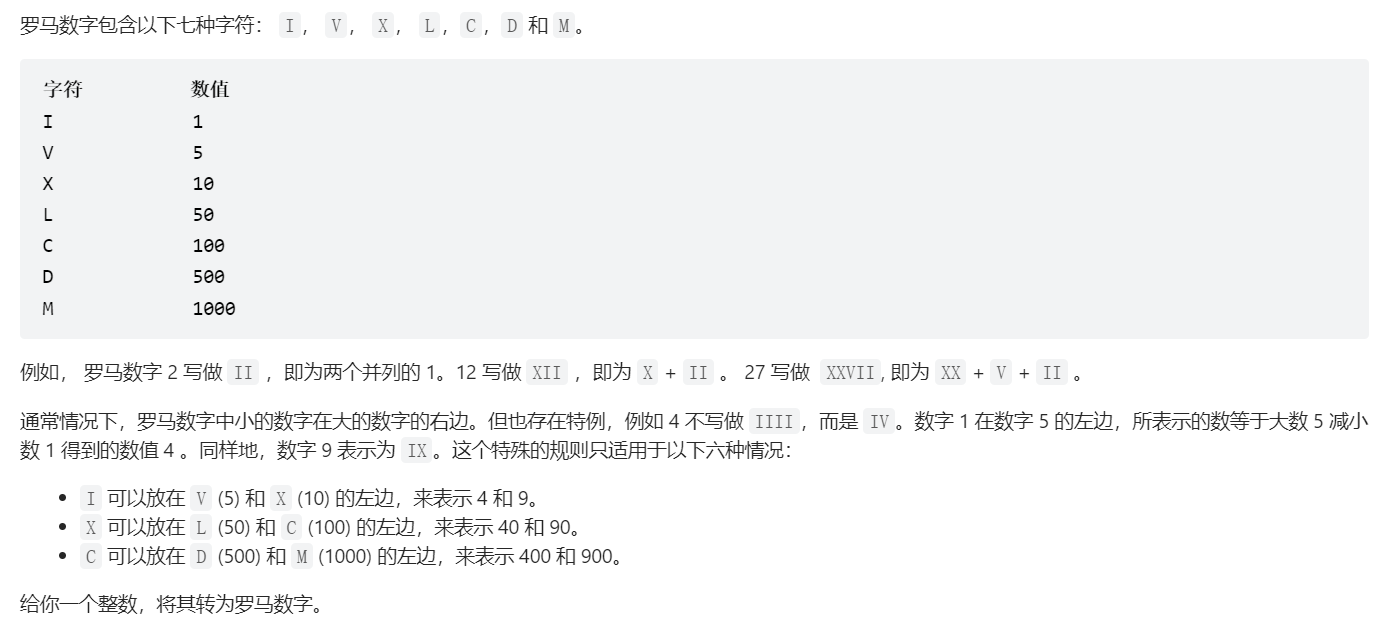 罗马数字包含以下七种字符： I， V， X， L，C，D 和 M。
字符 数值
I 1
V 5
X 10
L 50
C 100
D 500
M 1000
例如， 罗马数字 2 写做 II ，即为两个并列的 1。12 写做 XII ，即为 X + II 。 27 写做 XXVII, 即为 XX + V + II 。
通常情况下，罗马数字中小的数字在大的数字的右边。但也存在特例，例如 4 不写做 IIII，而是 IV。数字 1 在数字 5 的左边，所表示的数等于大数 5 减小
数 1 得到的数值 4 。同样地，数字 9 表示为 IX。这个特殊的规则只适用于以下六种情况：
• I 可以放在 V (5) 和 X (10) 的左边，来表示 4 和 9。
• X 可以放在 L (50) 和 C (100) 的左边，来表示 40 和 90。
• C 可以放在 D (500) 和 M (1000) 的左边，来表示 400 和 900。
给你一个整数，将其转为罗马数字。